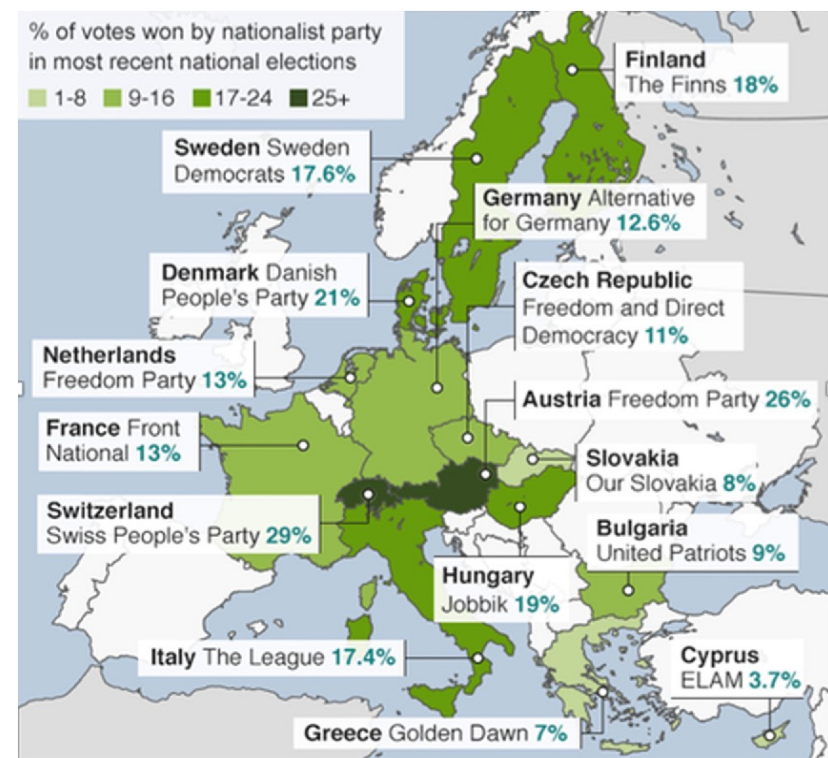 % of votes won by nationalist party
in most recent national elections
1-8 9-16 17-24 25+
Finland
The Finns 18%
Sweden Sweden
Democrats 17.6%
Germany Alternative
for Germany 12.6%
Denmark Danish
People's Party 21%
Czech Republic
Freedom and Direct
Democracy 11%
Netherlands
Freedom Party 13%
Austria Freedom Party 26%
France Front
National 13%
Slovakia
Our Slovakia 8%
Switzerland
Swiss People's Party 29%
Bulgaria
United Patriots 9%
Hungary
Jobbik 19%
Italy The League 17.4%
Cyprus
ELAM 3.7%
Greece Golden Dawn 7%